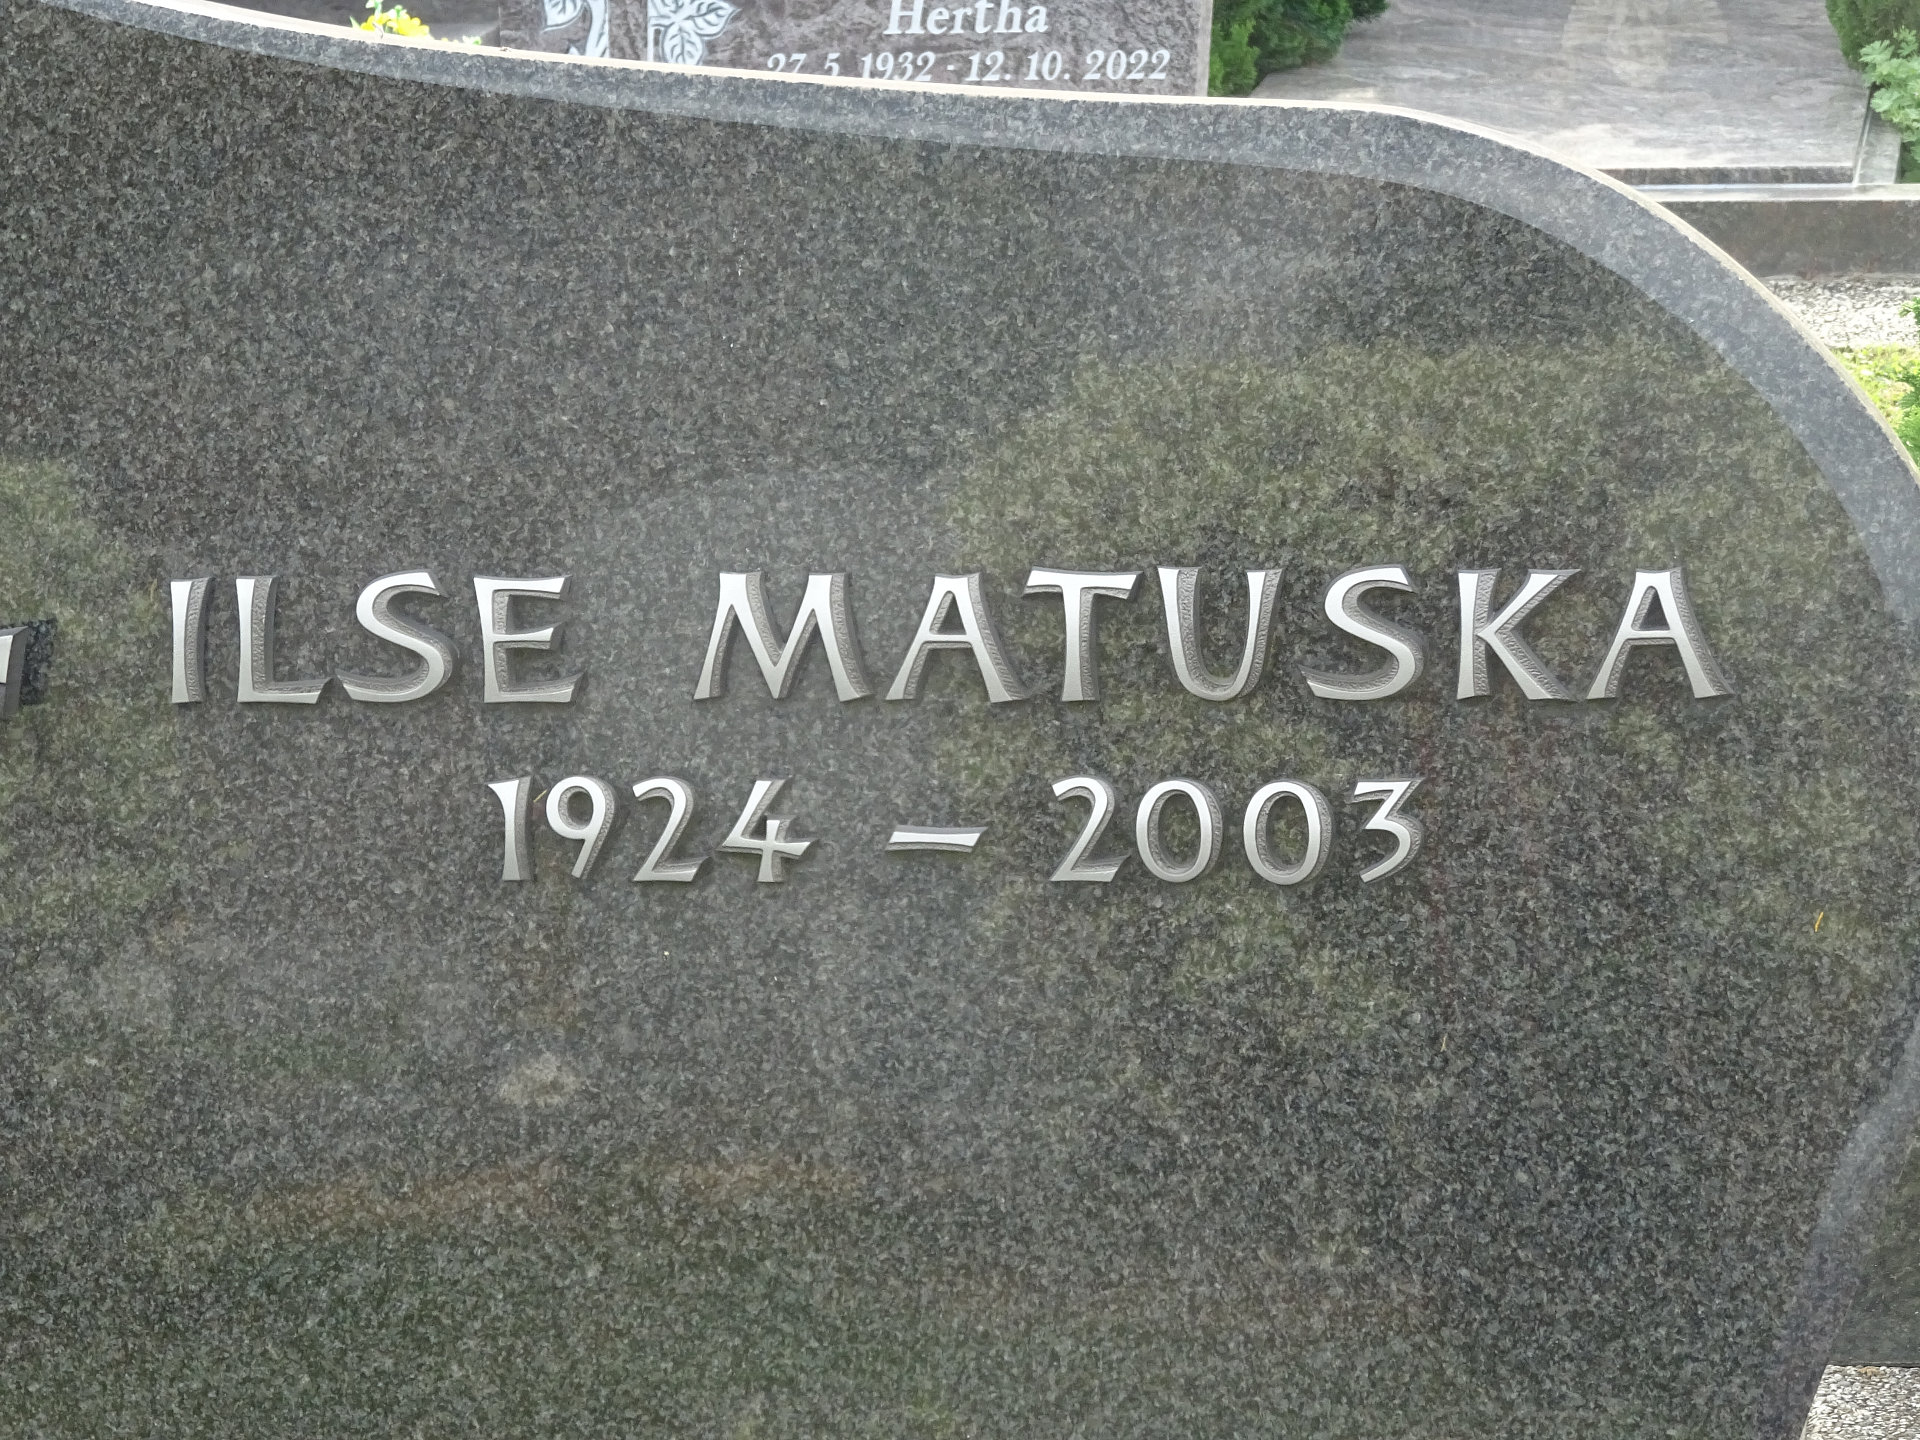 Hertha
27. 5. 1932 - 12. 10. 2022
ILSE MATUSKA
1924 – 2003